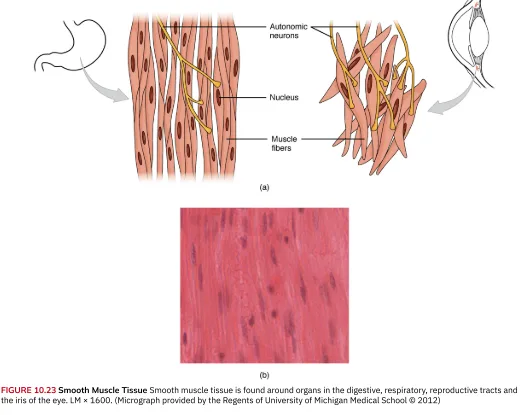 Autonomic
neurons
Nucleus
Muscle
fibers
(a)
(b)
FIGURE 10.23 Smooth Muscle Tissue Smooth muscle tissue is found around organs in the digestive, respiratory, reproductive tracts and
the iris of the eye. LM × 1600. (Micrograph provided by the Regents of University of Michigan Medical School © 2012)